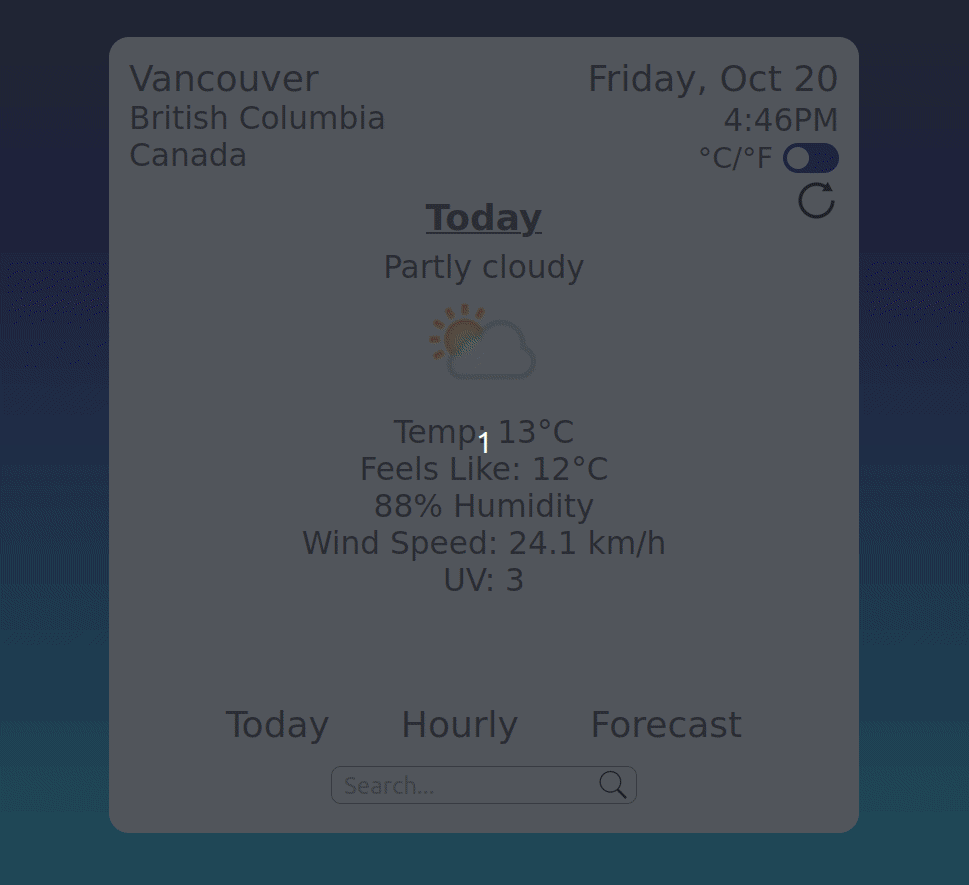 Vancouver
British Columbia
Canada
Friday, Oct 20
4:46PM
°C/°F
Today
Partly cloudy
Temp: 13°C
1
Feels Like: 12°C
88% Humidity
Wind Speed: 24.1 km/h
UV: 3
Today Hourly Forecast
Search...